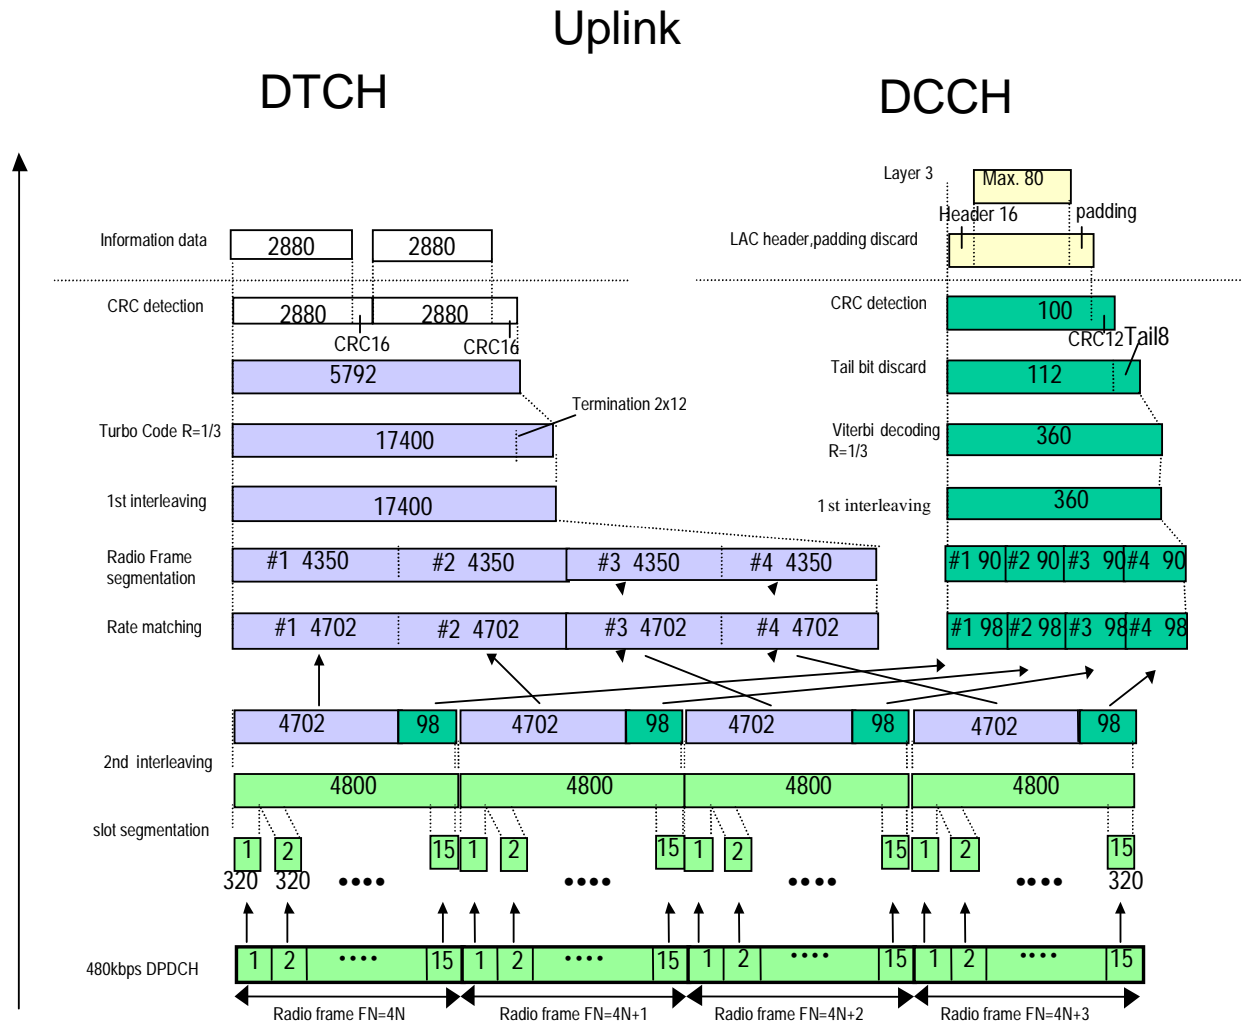 Uplink
DTCH
DCCH
Layer 3
Max. 80
Header 16
padding
Information data
2880
2880
LAC header,padding discard
CRC detection
2880
2880
CRC detection
100
CRC16
CRC16
CRC12
Tail8
5792
Tail bit discard
112
Termination 2x12
Turbo Code R=1/3
17400
Viterbi decoding
R=1/3
360
1st interleaving
17400
1st interleaving
360
Radio Frame
segmentation
#1 4350
#2 4350
#3 4350
#4 4350
#1 90
#2 90
#3 90
#4 90
Rate matching
#1 4702
#2 4702
#3 4702
#4 4702
#1 98
#2 98
#3 98
#4 98
4702
98
4702
98
4702
98
4702
98
2nd interleaving
4800
4800
4800
4800
slot segmentation
1
2
15
1
2
15
1
2
15
1
2
15
320
320
••••
••••
••••
••••
320
480kbps DPDCH
1
2
••••
15
1
2
••••
15
1
2
••••
15
1
2
••••
15
Radio frame FN=4N
Radio frame FN=4N+1
Radio frame FN=4N+2
Radio frame FN=4N+3